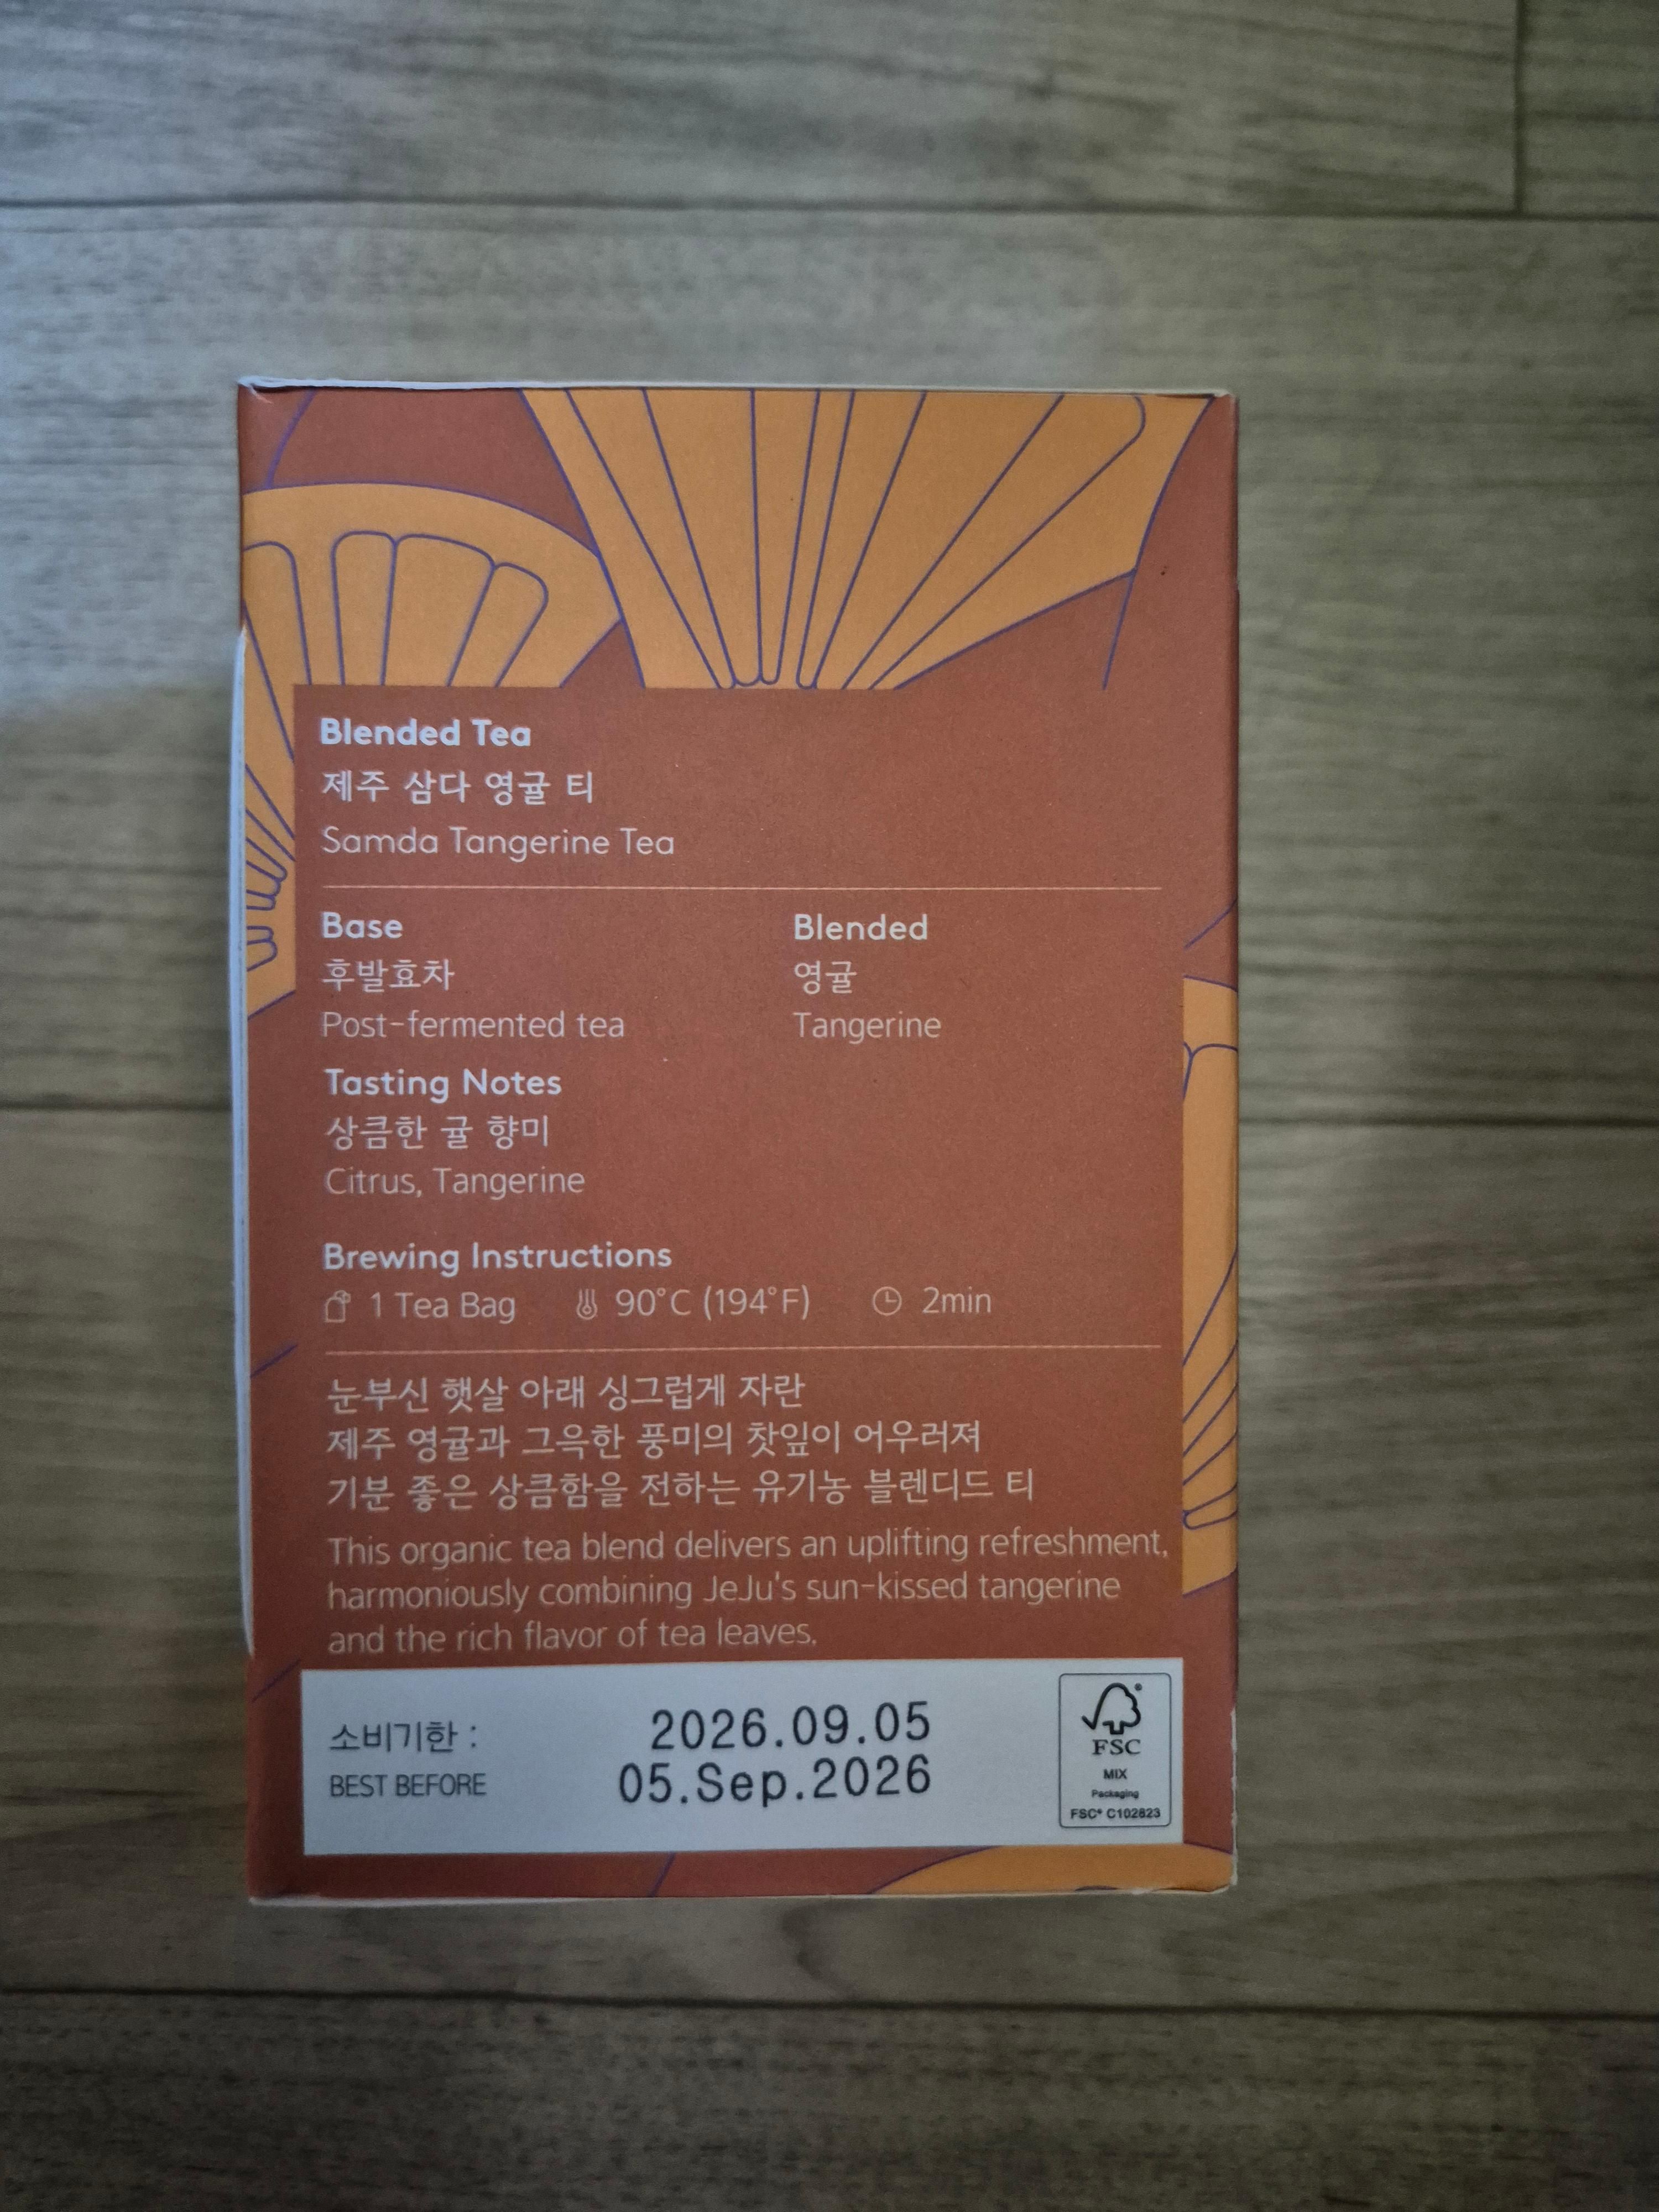 Blended Tea
제주 삼다 영귤 티
Samda Tangerine Tea
Base
후발효차
Post-fermented tea
Blended
영귤
Tangerine
Tasting Notes
상큼한 귤 향미
Citrus, Tangerine
Brewing Instructions
1 Tea Bag 90°C (194°F) 2min
눈부신 햇살 아래 싱그럽게 자란
제주 영귤과 그윽한 풍미의 찻잎이 어우러져
기분 좋은 상큼함을 전하는 유기농 블렌디드 티
This organic tea blend delivers an uplifting refreshment,
harmoniously combining JeJu's sun-kissed tangerine
and the rich flavor of tea leaves.
소비기한 : 2026.09.05
BEST BEFORE 05.Sep.2026
FSC
MIX
Packaging
FSC® C102823